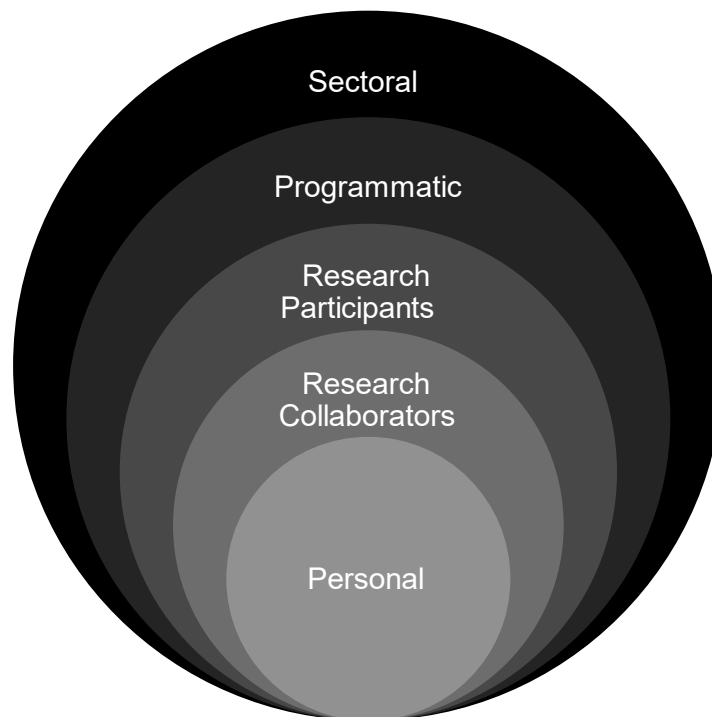 Sectoral
Programmatic
Research
Participants
Research
Collaborators
Personal